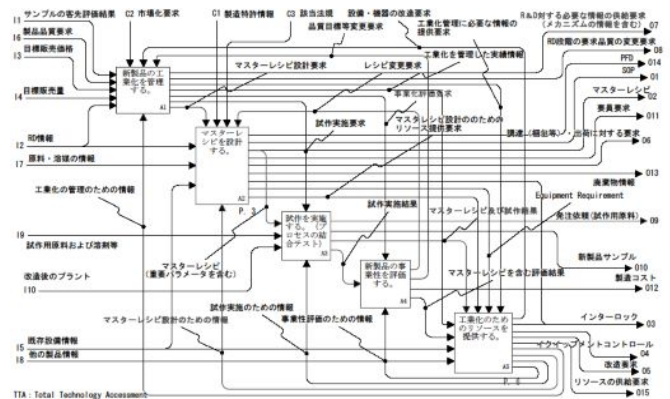 I1 サンプルの客先評価結果
C2 市場化要求
C1 製造特許情報
C3 該当法規
設備・機器の改造要求
品質目標等変更要求
工業化管理に必要な情報の
提供要求
R&D対する必要な情報の供給要求
(メカニズムの情報を含む)
O7
I6 製品品質要求
I3
目標販売価格
RD段階の要求品質の変更要求
O8
工業化を管理した実績情報
PFD
O14
新製品の工
業化を管理
する。
A1
マスターレシピ設計要求
レシピ変更要求
SOP
O1
I4
目標販売量
事業化評価要求
マスターレシピ
O2
試作実施要求
マスターレシピ設計のための
リソース提供要求
要員要求
O11
RD情報
I2
マスターレ
シピを設計
する。
A2
調達(梱包等)・出荷に対する要求
O6
原料・溶媒の情報
I7
O13
廃棄物情報
工業化の管理のための情報
P. 3
Equipment Requirement
試作実施結果
マスターレシピ及び試作結果
発注依頼(試作用原料)
O9
試作を実施
する。(プ
ロセスの結
合テスト)
A3
I9
試作用原料および溶剤等
新製品サンプル
O10
マスターレシピ
(重要パラメータを含む)
新製品の事
業性を評価
する。
A4
マスターレシピを含む評価結果
製造コスト
O12
改造後のプラント
I10
試作実施のための情報
マスターレシピ設計のための情報
事業性評価のための情報
工業化のため
のリソースを
提供する。
A5
インターロック
O3
I5 既存設備情報
I8 他の製品情報
イクイップメントコントロール
O4
P. 6
改造要求
O5
リソースの供給要求
O15
TTA : Total Technology Assessment